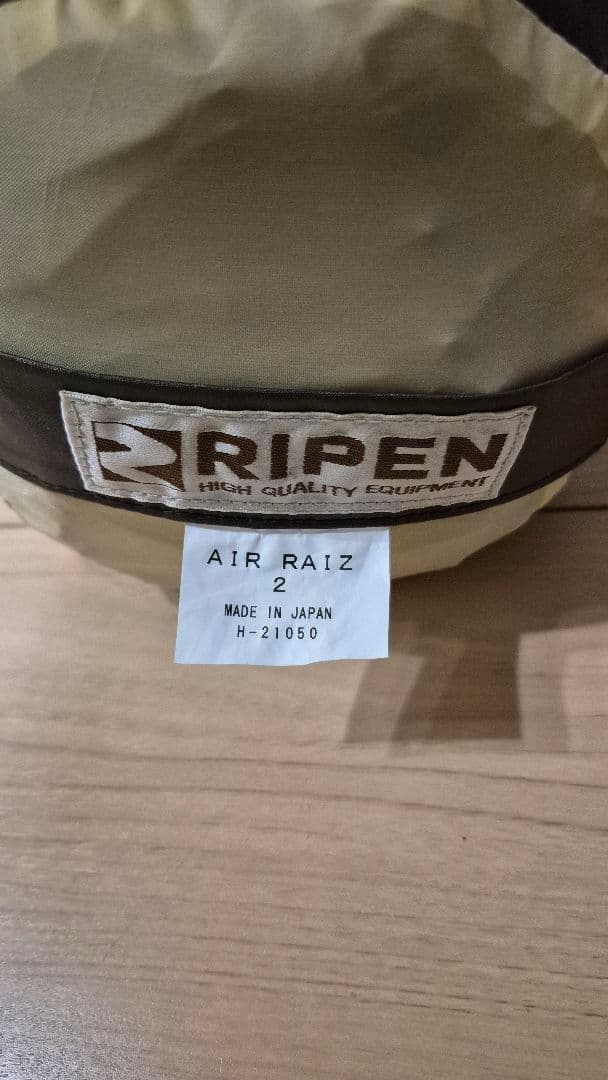 RIPEN
HIGH QUALITY EQUIPMENT
AIR RAIZ
2
MADE IN JAPAN
H-21050